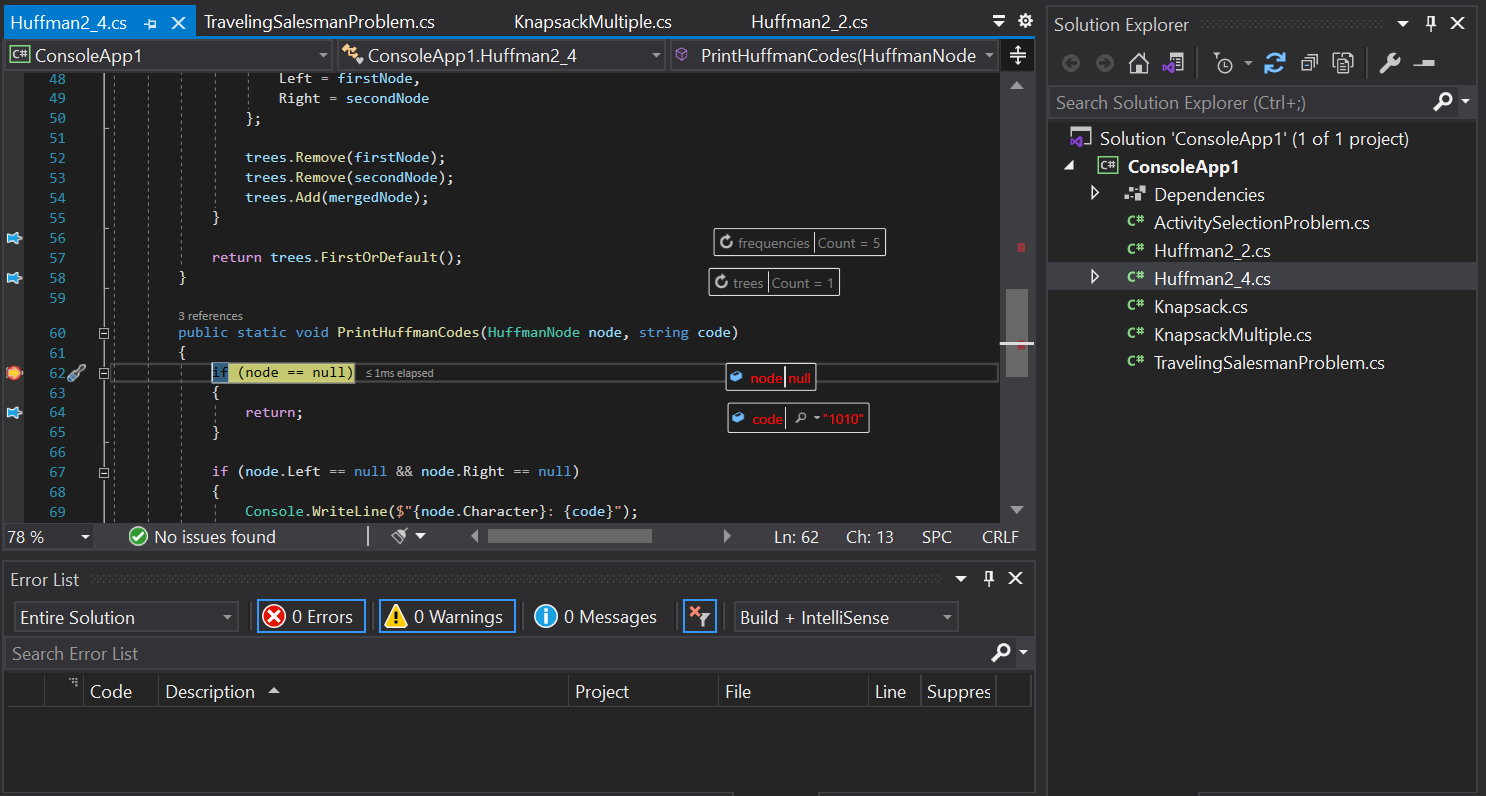 Huffman2_4.cs
TravelingSalesmanProblem.cs
KnapsackMultiple.cs
Huffman2_2.cs
C# ConsoleApp1
ConsoleApp1.Huffman2_4
PrintHuffmanCodes(HuffmanNode
48 Left = firstNode,
49 Right = secondNode
50 };
51
52 trees.Remove(firstNode);
53 trees.Remove(secondNode);
54 trees.Add(mergedNode);
55 }
56
frequencies Count = 5
57 return trees.FirstOrDefault();
58 }
trees Count = 1
59
3 references
60 public static void PrintHuffmanCodes(HuffmanNode node, string code)
61 {
62 if (node == null) ≤ 1ms elapsed
node null
63 {
64 return;
code "1010"
65 }
66
67 if (node.Left == null && node.Right == null)
68 {
69 Console.WriteLine($"{node.Character}: {code}");
78 %
No issues found
Ln: 62
Ch: 13
SPC
CRLF
Error List
Entire Solution
0 Errors
0 Warnings
0 Messages
Build + IntelliSense
Search Error List
Code
Description
Project
File
Line
Suppres
Solution Explorer
Search Solution Explorer (Ctrl+;)
Solution 'ConsoleApp1' (1 of 1 project)
C# ConsoleApp1
Dependencies
C# ActivitySelectionProblem.cs
C# Huffman2_2.cs
C# Huffman2_4.cs
C# Knapsack.cs
C# KnapsackMultiple.cs
C# TravelingSalesmanProblem.cs